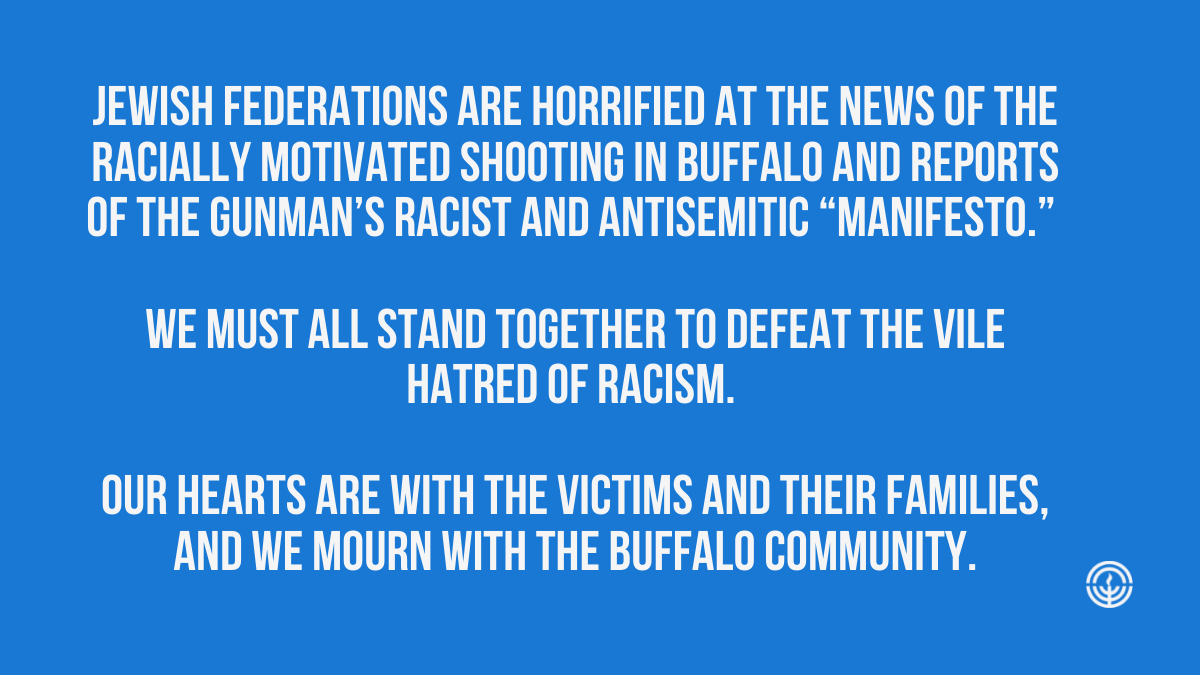 JEWISH FEDERATIONS ARE HORRIFIED AT THE NEWS OF THE
RACIALLY MOTIVATED SHOOTING IN BUFFALO AND REPORTS
OF THE GUNMAN’S RACIST AND ANTISEMITIC “MANIFESTO.”
WE MUST ALL STAND TOGETHER TO DEFEAT THE VILE
HATRED OF RACISM.
OUR HEARTS ARE WITH THE VICTIMS AND THEIR FAMILIES,
AND WE MOURN WITH THE BUFFALO COMMUNITY.